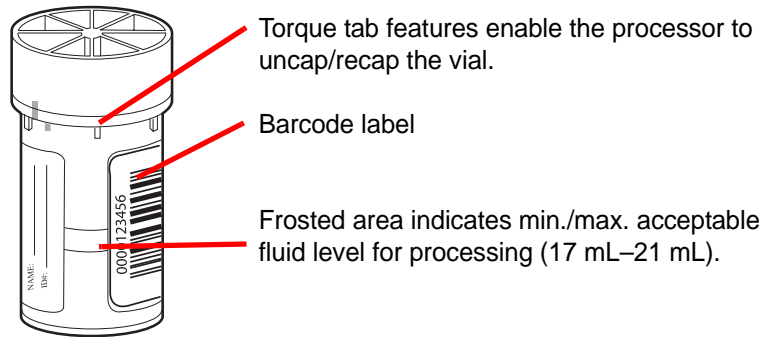 Torque tab features enable the processor to
uncap/recap the vial.
Barcode label
Frosted area indicates min./max. acceptable
fluid level for processing (17 mL–21 mL).
NAME:
ID#:
0000123456